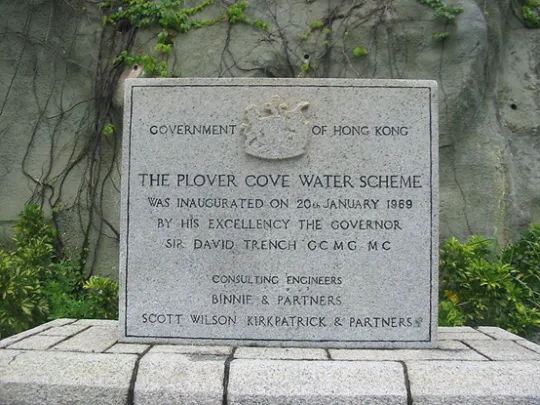 GOVERNMENT OF HONG KONG
THE PLOVER COVE WATER SCHEME
WAS INAUGURATED ON 20th JANUARY 1969
BY HIS EXCELLENCY THE GOVERNOR
SIR DAVID TRENCH GCMG MC
CONSULTING ENGINEERS
BINNIE & PARTNERS
SCOTT WILSON KIRKPATRICK & PARTNERS